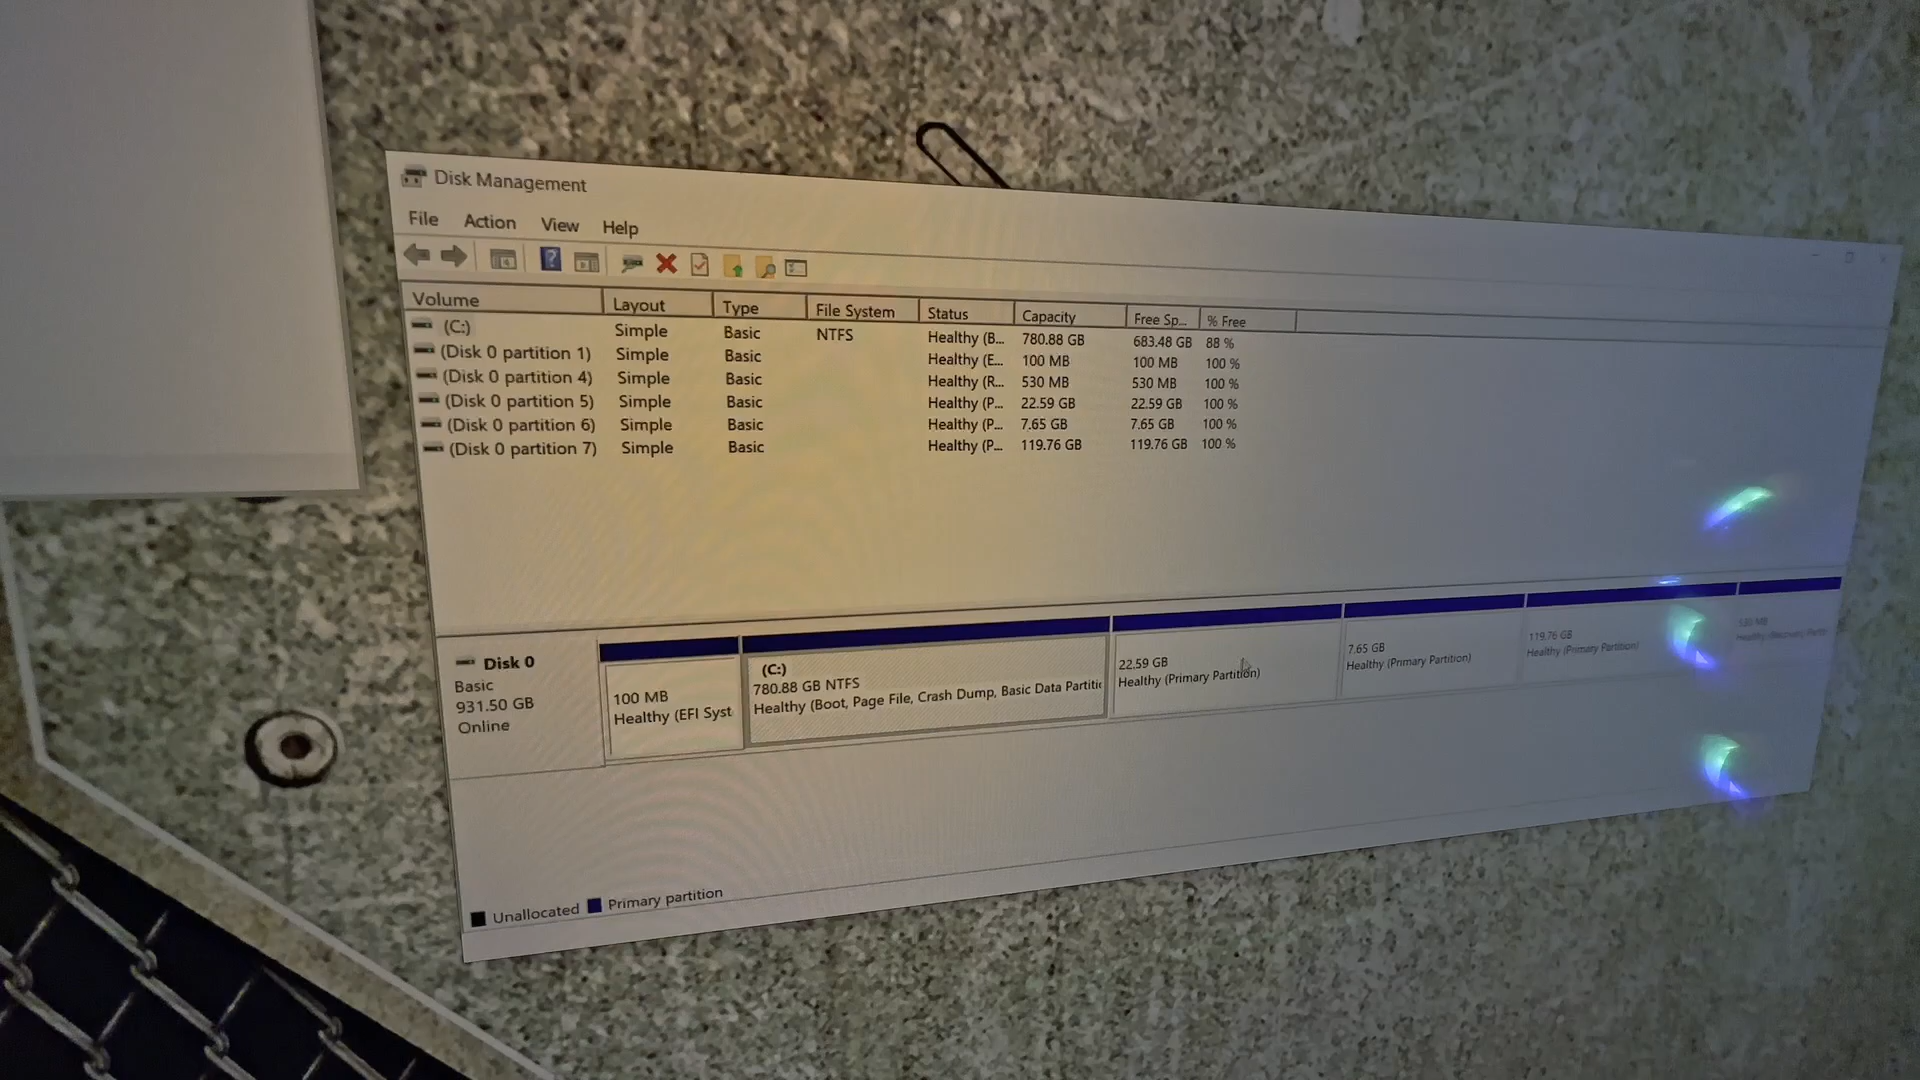 Disk Management
File Action View Help
Volume Layout Type File System Status Capacity Free Sp... % Free
(C:) Simple Basic NTFS Healthy (B... 780.88 GB 683.48 GB 88 %
(Disk 0 partition 1) Simple Basic Healthy (E... 100 MB 100 MB 100 %
(Disk 0 partition 4) Simple Basic Healthy (R... 530 MB 530 MB 100 %
(Disk 0 partition 5) Simple Basic Healthy (P... 22.59 GB 22.59 GB 100 %
(Disk 0 partition 6) Simple Basic Healthy (P... 7.65 GB 7.65 GB 100 %
(Disk 0 partition 7) Simple Basic Healthy (P... 119.76 GB 119.76 GB 100 %
Disk 0
Basic
931.50 GB
Online
100 MB
Healthy (EFI Syst
(C:)
780.88 GB NTFS
Healthy (Boot, Page File, Crash Dump, Basic Data Partitic
22.59 GB
Healthy (Primary Partition)
7.65 GB
Healthy (Primary Partition)
119.76 GB
Healthy (Primary Partition)
530 MB
Healthy (Recovery Partit
Unallocated Primary partition